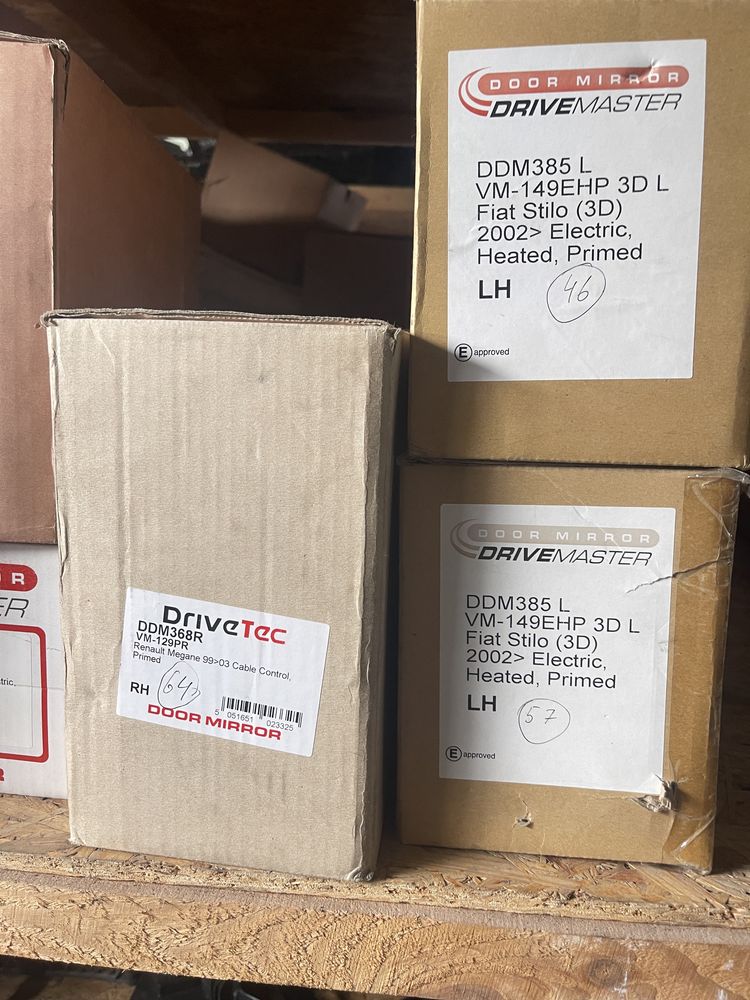 DOOR MIRROR
DRIVEMASTER
DDM385 L
VM-149EHP 3D L
Fiat Stilo (3D)
2002> Electric,
Heated, Primed
LH 46
E approved
DOOR MIRROR
DRIVEMASTER
DDM385 L
VM-149EHP 3D L
Fiat Stilo (3D)
2002> Electric,
Heated, Primed
LH 57
E approved
DriveTec
DDM368R
VM-129PR
Renault Megane 99>03 Cable Control,
Primed
RH 64
5 051651 023325
DOOR MIRROR